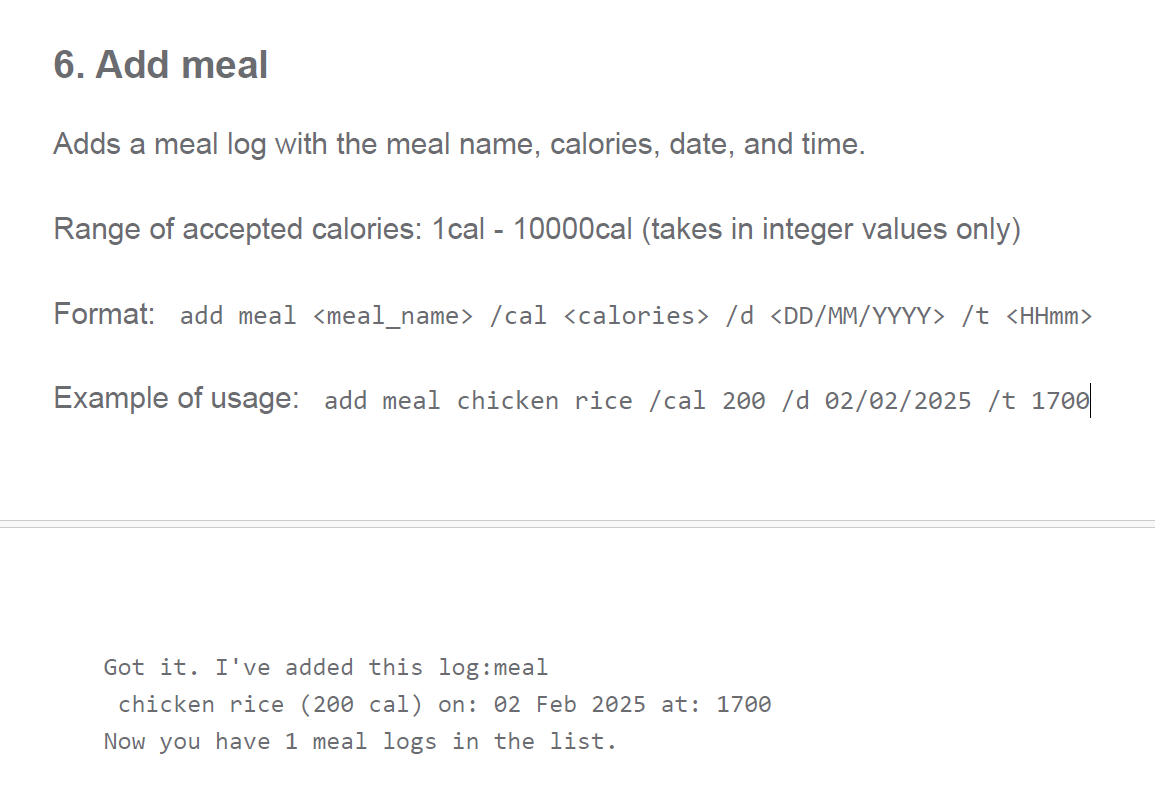 6. Add meal
Adds a meal log with the meal name, calories, date, and time.
Range of accepted calories: 1cal - 10000cal (takes in integer values only)
Format: add meal <meal_name> /cal <calories> /d <DD/MM/YYYY> /t <HHmm>
Example of usage: add meal chicken rice /cal 200 /d 02/02/2025 /t 1700
Got it. I've added this log:meal
chicken rice (200 cal) on: 02 Feb 2025 at: 1700
Now you have 1 meal logs in the list.